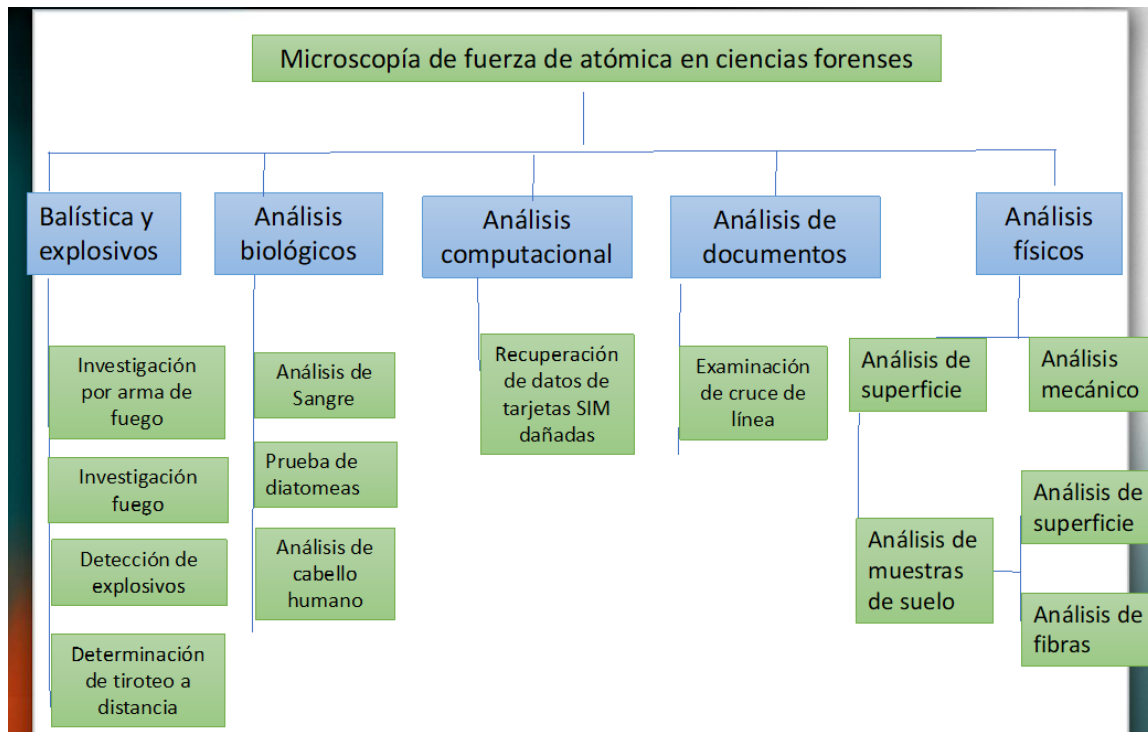 Microscopía de fuerza de atómica en ciencias forenses
Balística y
explosivos
Análisis
biológicos
Análisis
computacional
Análisis de
documentos
Análisis
físicos
Investigación
por arma de
fuego
Investigación
fuego
Detección de
explosivos
Determinación
de tiroteo a
distancia
Análisis de
Sangre
Prueba de
diatomeas
Análisis de
cabello
humano
Recuperación
de datos de
tarjetas SIM
dañadas
Examinación
de cruce de
línea
Análisis de
superficie
Análisis
mecánico
Análisis de
muestras
de suelo
Análisis de
superficie
Análisis de
fibras